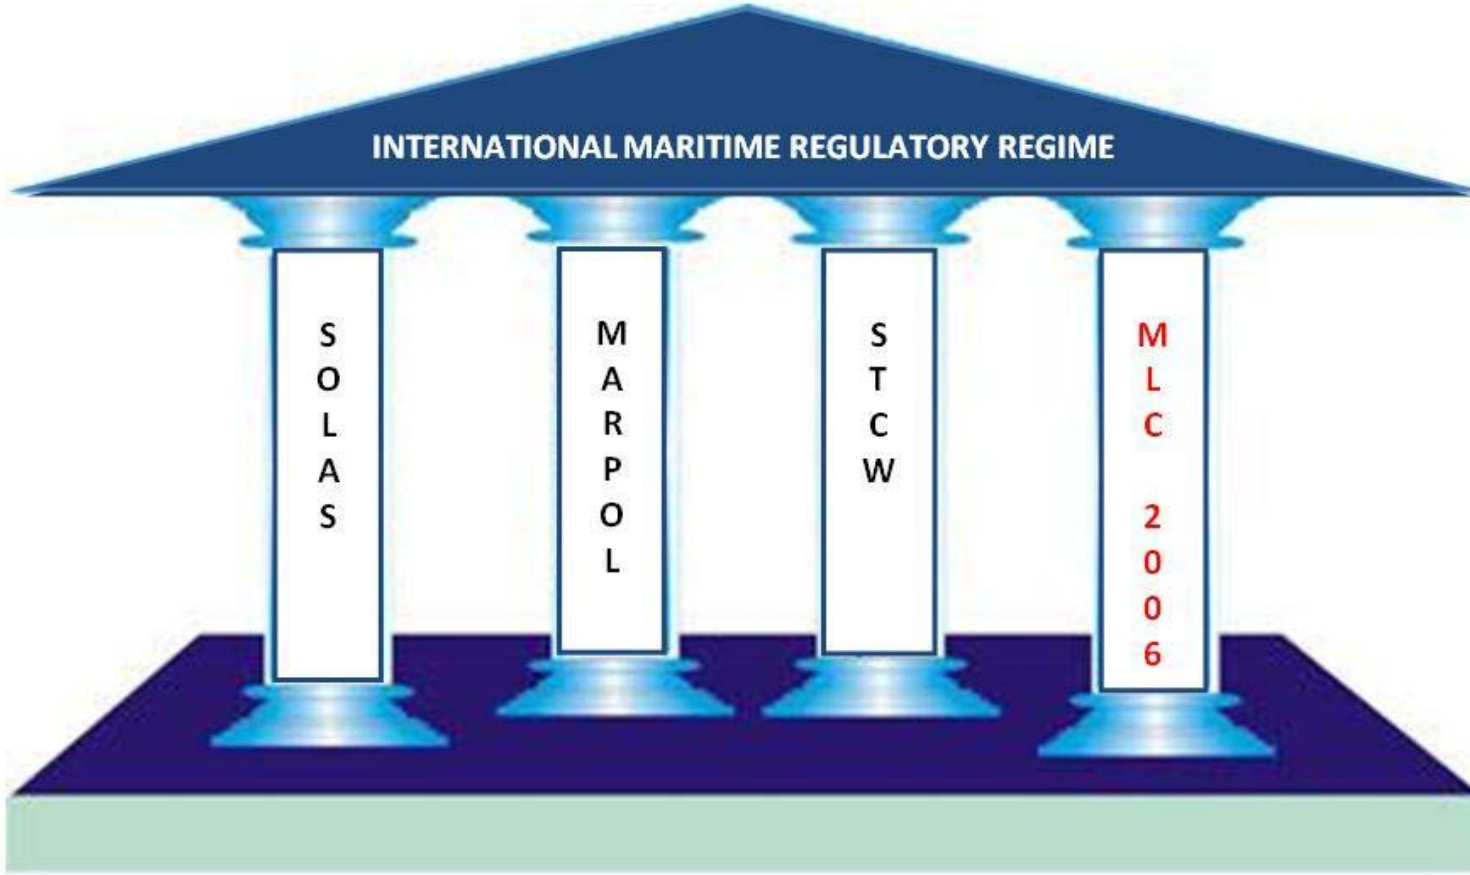 INTERNATIONAL MARITIME REGULATORY REGIME
SOLAS
MARPOL
STCW
MLC 2006